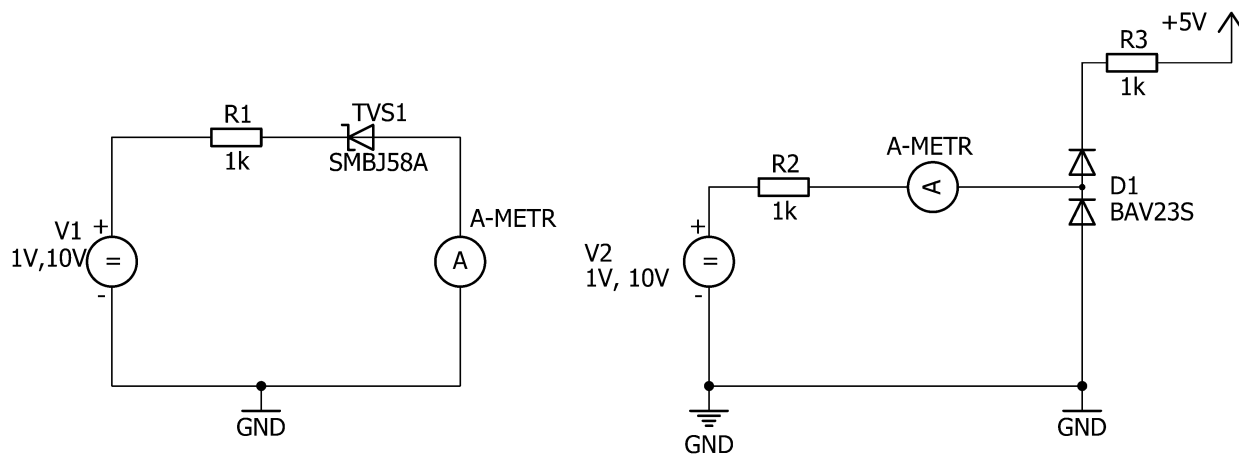 R1
1k
TVS1
SMBJ58A
V1
1V,10V
+
=
-
A-METR
A
GND
+5V
R3
1k
R2
1k
A-METR
A
D1
BAV23S
V2
1V, 10V
+
=
-
GND
GND